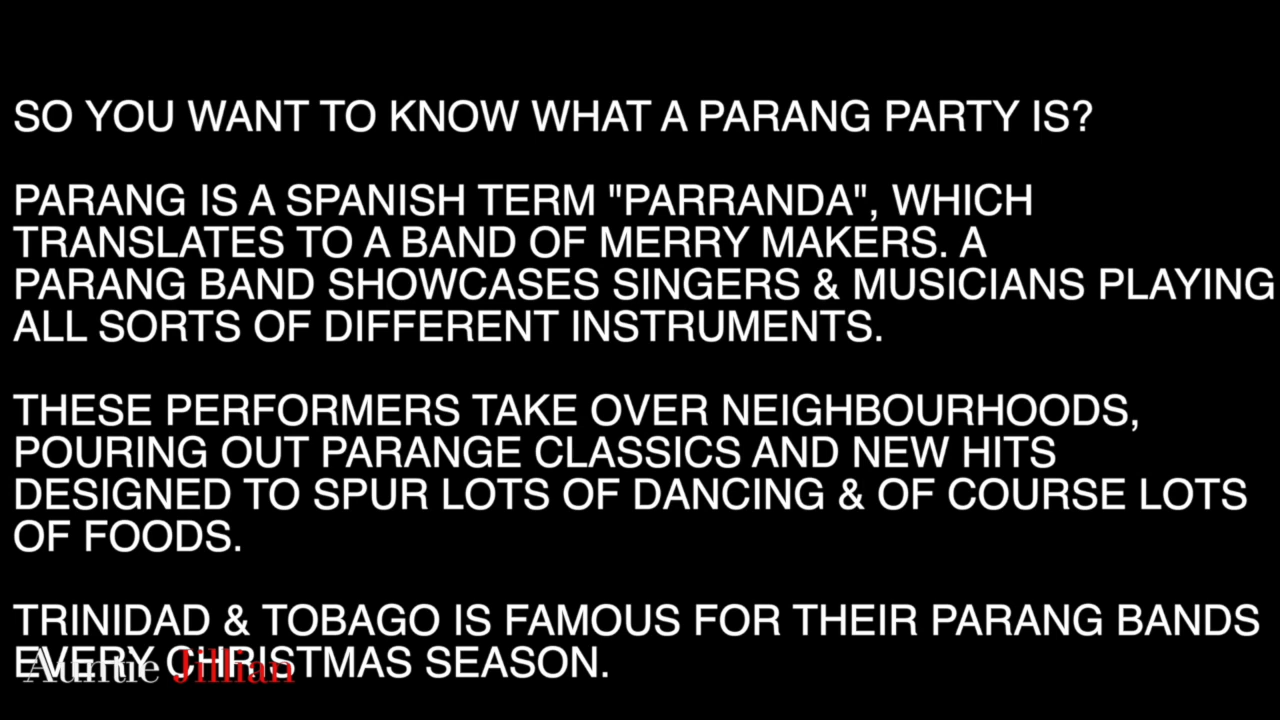 SO YOU WANT TO KNOW WHAT A PARANG PARTY IS?
PARANG IS A SPANISH TERM "PARRANDA", WHICH
TRANSLATES TO A BAND OF MERRY MAKERS. A
PARANG BAND SHOWCASES SINGERS & MUSICIANS PLAYING
ALL SORTS OF DIFFERENT INSTRUMENTS.
THESE PERFORMERS TAKE OVER NEIGHBOURHOODS,
POURING OUT PARANGE CLASSICS AND NEW HITS
DESIGNED TO SPUR LOTS OF DANCING & OF COURSE LOTS
OF FOODS.
TRINIDAD & TOBAGO IS FAMOUS FOR THEIR PARANG BANDS
EVERY CHRISTMAS SEASON.
Auntie Jillian